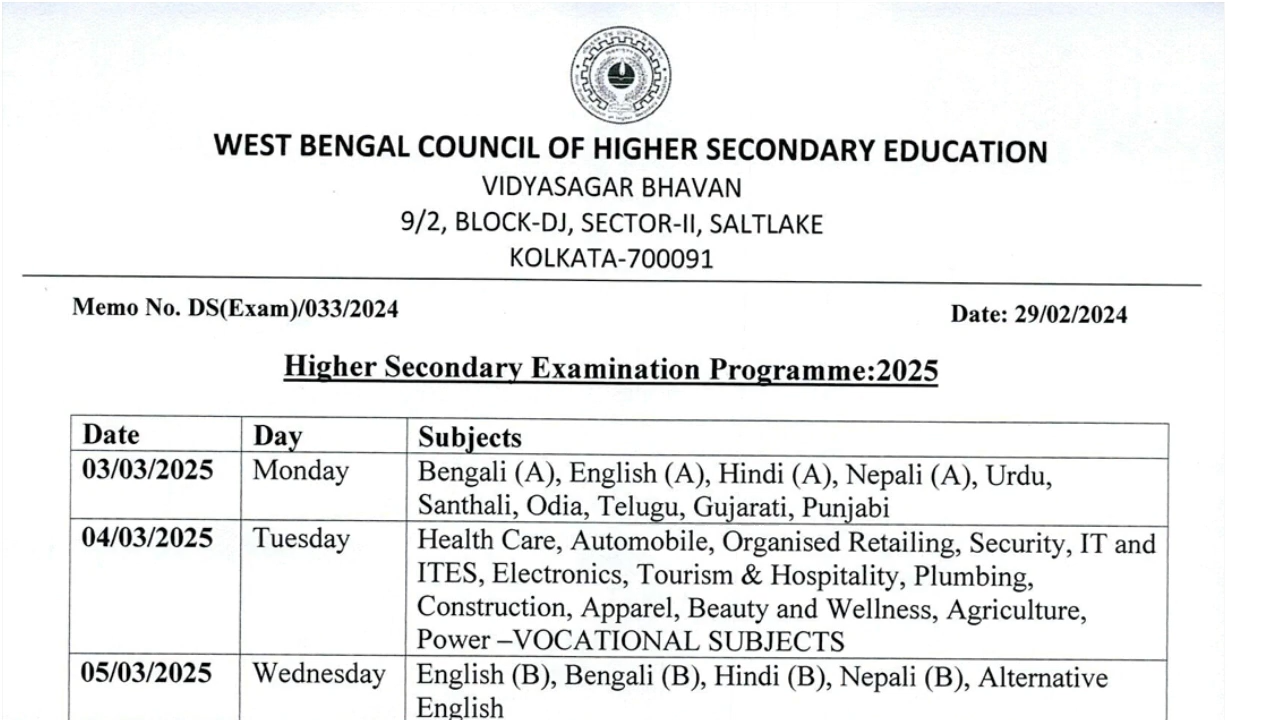 WEST BENGAL COUNCIL OF HIGHER SECONDARY EDUCATION
VIDYASAGAR BHAVAN
9/2, BLOCK-DJ, SECTOR-II, SALTLAKE
KOLKATA-700091
Memo No. DS(Exam)/033/2024
Date: 29/02/2024
Higher Secondary Examination Programme:2025
Date Day Subjects
03/03/2025 Monday Bengali (A), English (A), Hindi (A), Nepali (A), Urdu,
Santhali, Odia, Telugu, Gujarati, Punjabi
04/03/2025 Tuesday Health Care, Automobile, Organised Retailing, Security, IT and
ITES, Electronics, Tourism & Hospitality, Plumbing,
Construction, Apparel, Beauty and Wellness, Agriculture,
Power –VOCATIONAL SUBJECTS
05/03/2025 Wednesday English (B), Bengali (B), Hindi (B), Nepali (B), Alternative
English